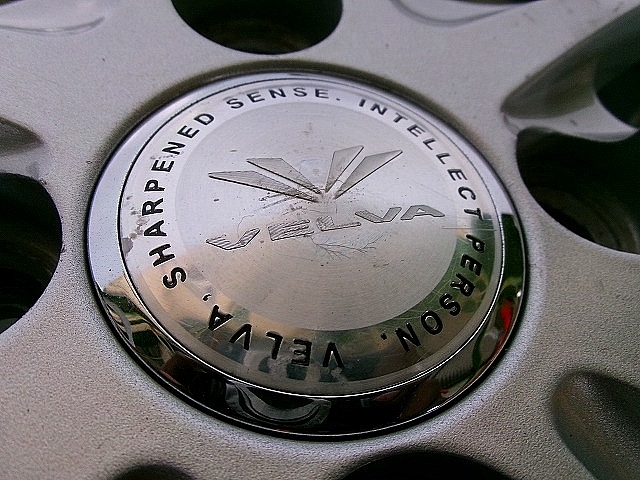 VELVA, SHARPENED SENSE. INTELLECT PERSON.
VELVA